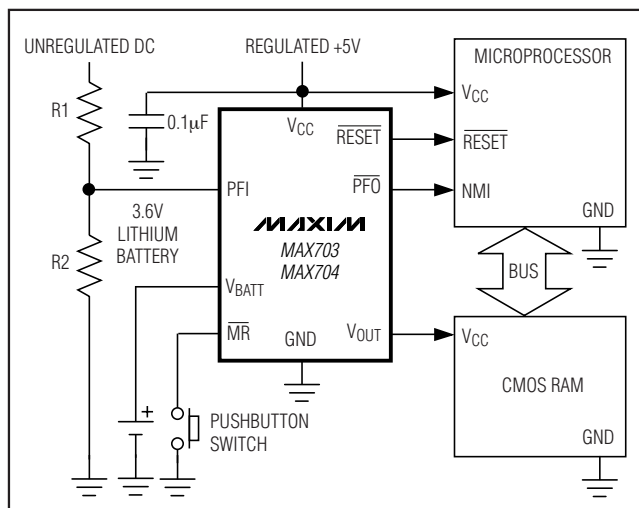 UNREGULATED DC
REGULATED +5V
MICROPROCESSOR
R1
0.1µF
VCC
VCC
RESET
RESET
PFI
PFO
NMI
GND
3.6V
LITHIUM
BATTERY
MAXIM
MAX703
MAX704
R2
BUS
VBATT
MR
GND
VOUT
VCC
CMOS RAM
+
PUSHBUTTON
SWITCH
GND